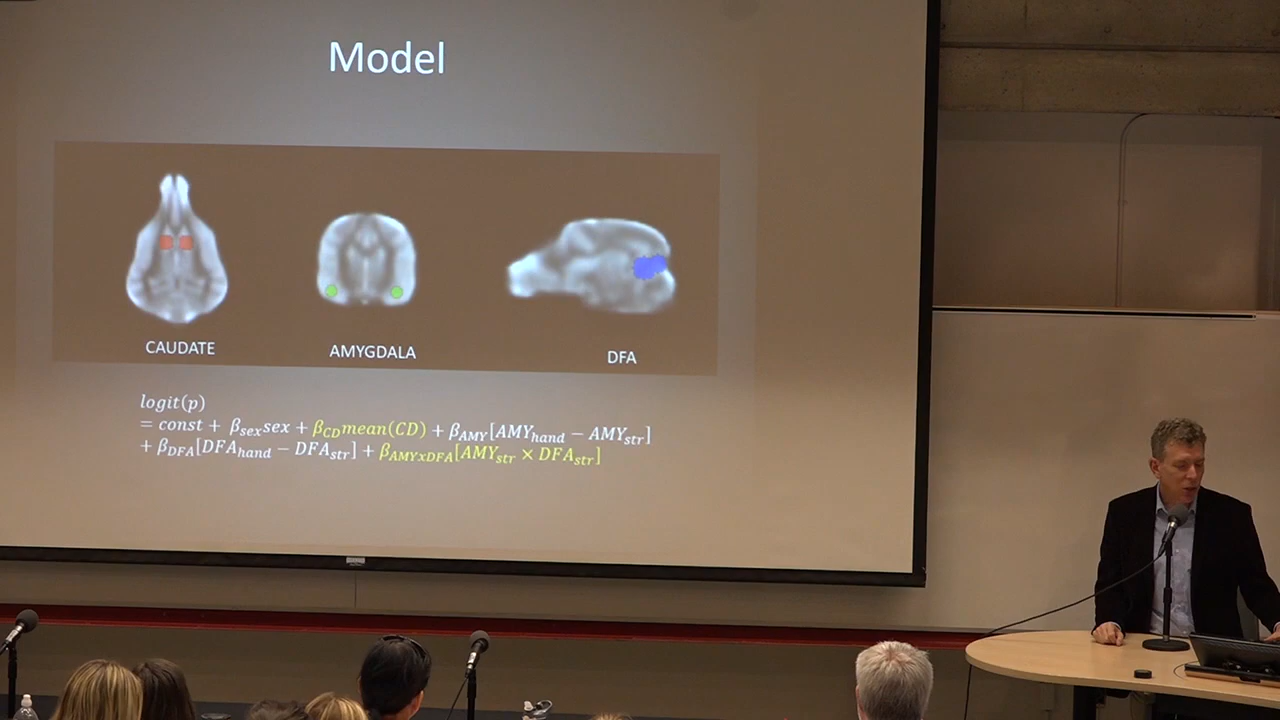 Model
CAUDATE
AMYGDALA
DFA
logit(p)
= const + β_sex sex + β_CD mean(CD) + β_AMY[AMY_hand − AMY_str]
+ β_DFA[DFA_hand − DFA_str] + β_AMYxDFA[AMY_str × DFA_str]